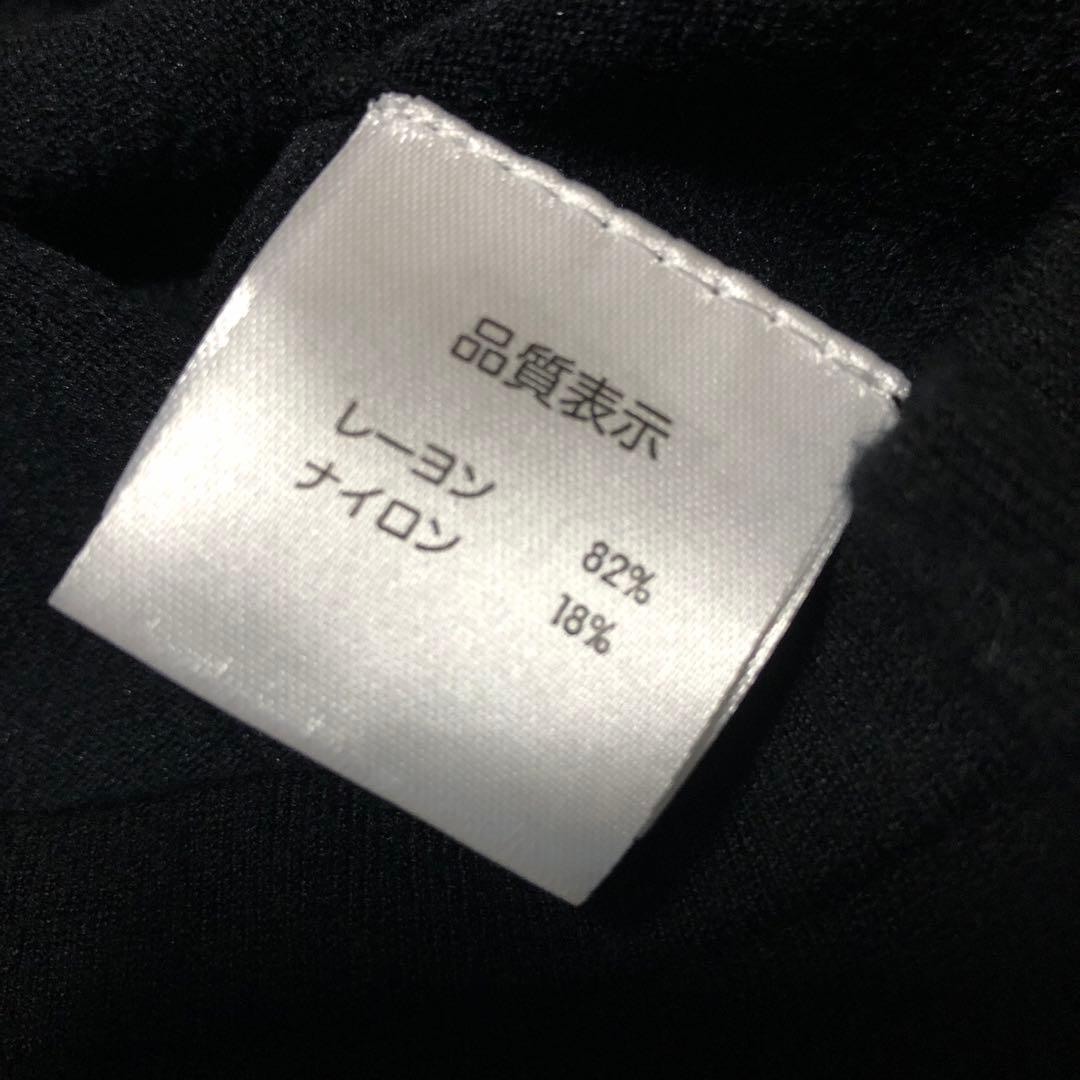 品質表示
レーヨン 82%
ナイロン 18%